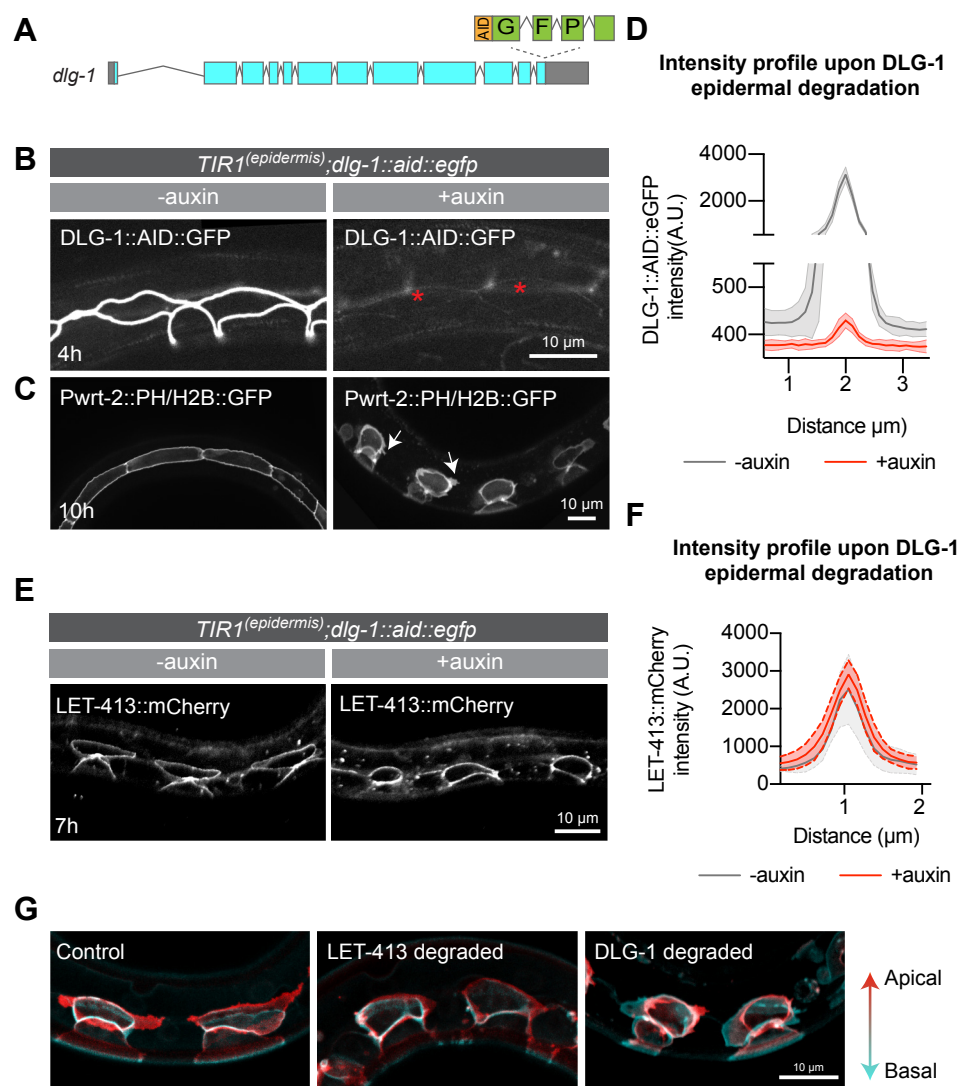 A
AID G F P
dlg-1
B
TIR1(epidermis);dlg-1::aid::egfp
-auxin
+auxin
DLG-1::AID::GFP
DLG-1::AID::GFP
*
*
4h
10 µm
C
Pwrt-2::PH/H2B::GFP
Pwrt-2::PH/H2B::GFP
10h
10 µm
D
Intensity profile upon DLG-1
epidermal degradation
DLG-1::AID::eGFP
intensity(A.U.)
4000
2000
500
400
1
2
3
Distance µm)
-auxin
+auxin
E
TIR1(epidermis);dlg-1::aid::egfp
-auxin
+auxin
LET-413::mCherry
LET-413::mCherry
7h
10 µm
F
Intensity profile upon DLG-1
epidermal degradation
LET-413::mCherry
intensity (A.U.)
4000
3000
2000
1000
0
1
2
Distance (µm)
-auxin
+auxin
G
Control
LET-413 degraded
DLG-1 degraded
10 µm
Apical
Basal